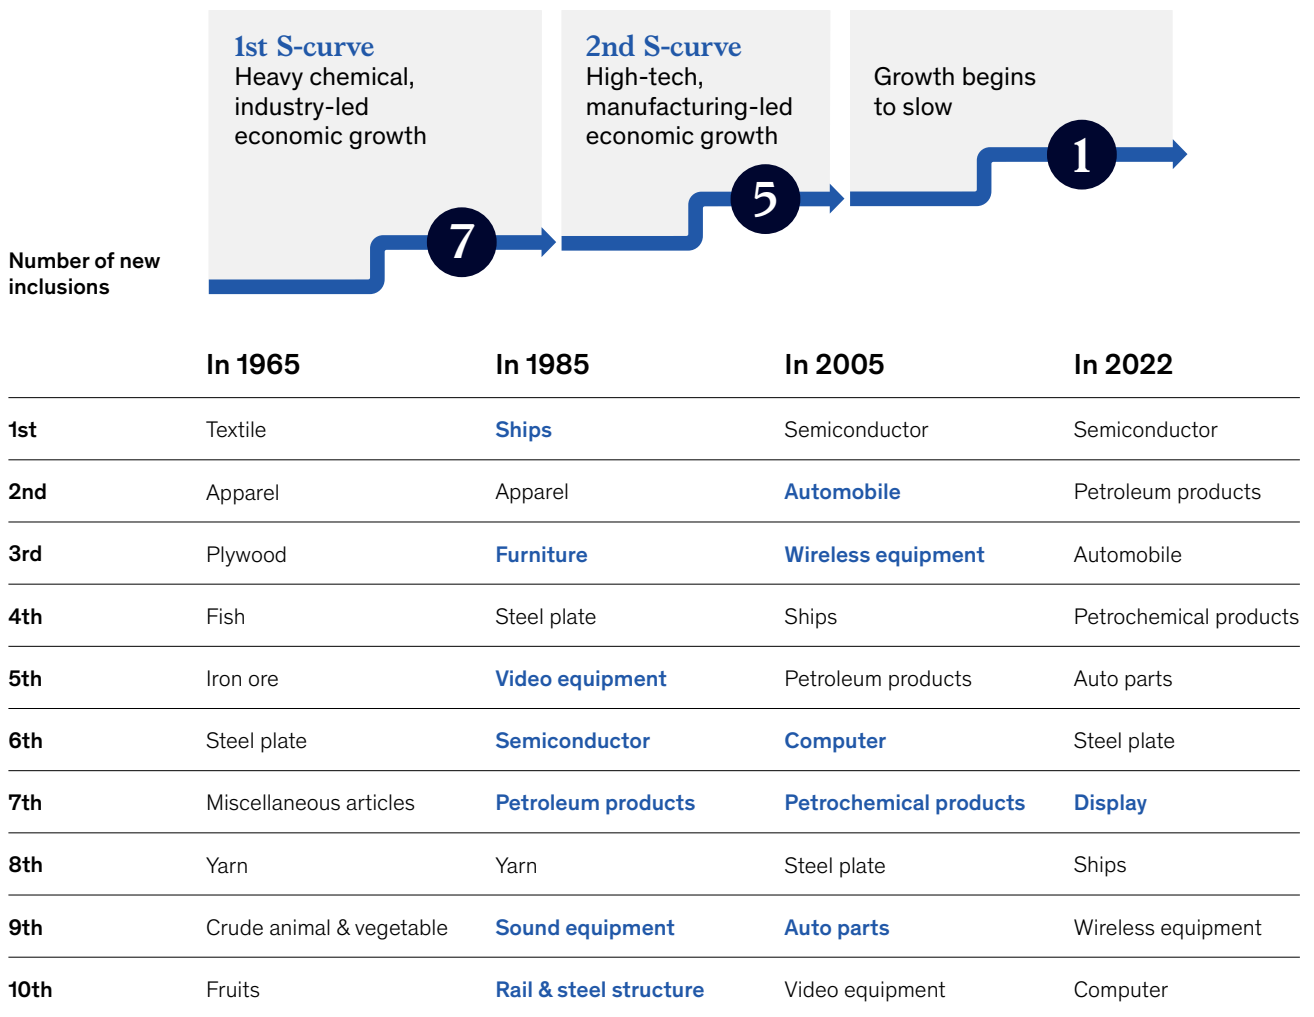 1st S-curve
Heavy chemical,
industry-led
economic growth
2nd S-curve
High-tech,
manufacturing-led
economic growth
Growth begins
to slow
7
5
1
Number of new
inclusions
In 1965 In 1985 In 2005 In 2022
1st Textile Ships Semiconductor Semiconductor
2nd Apparel Apparel Automobile Petroleum products
3rd Plywood Furniture Wireless equipment Automobile
4th Fish Steel plate Ships Petrochemical products
5th Iron ore Video equipment Petroleum products Auto parts
6th Steel plate Semiconductor Computer Steel plate
7th Miscellaneous articles Petroleum products Petrochemical products Display
8th Yarn Yarn Steel plate Ships
9th Crude animal & vegetable Sound equipment Auto parts Wireless equipment
10th Fruits Rail & steel structure Video equipment Computer